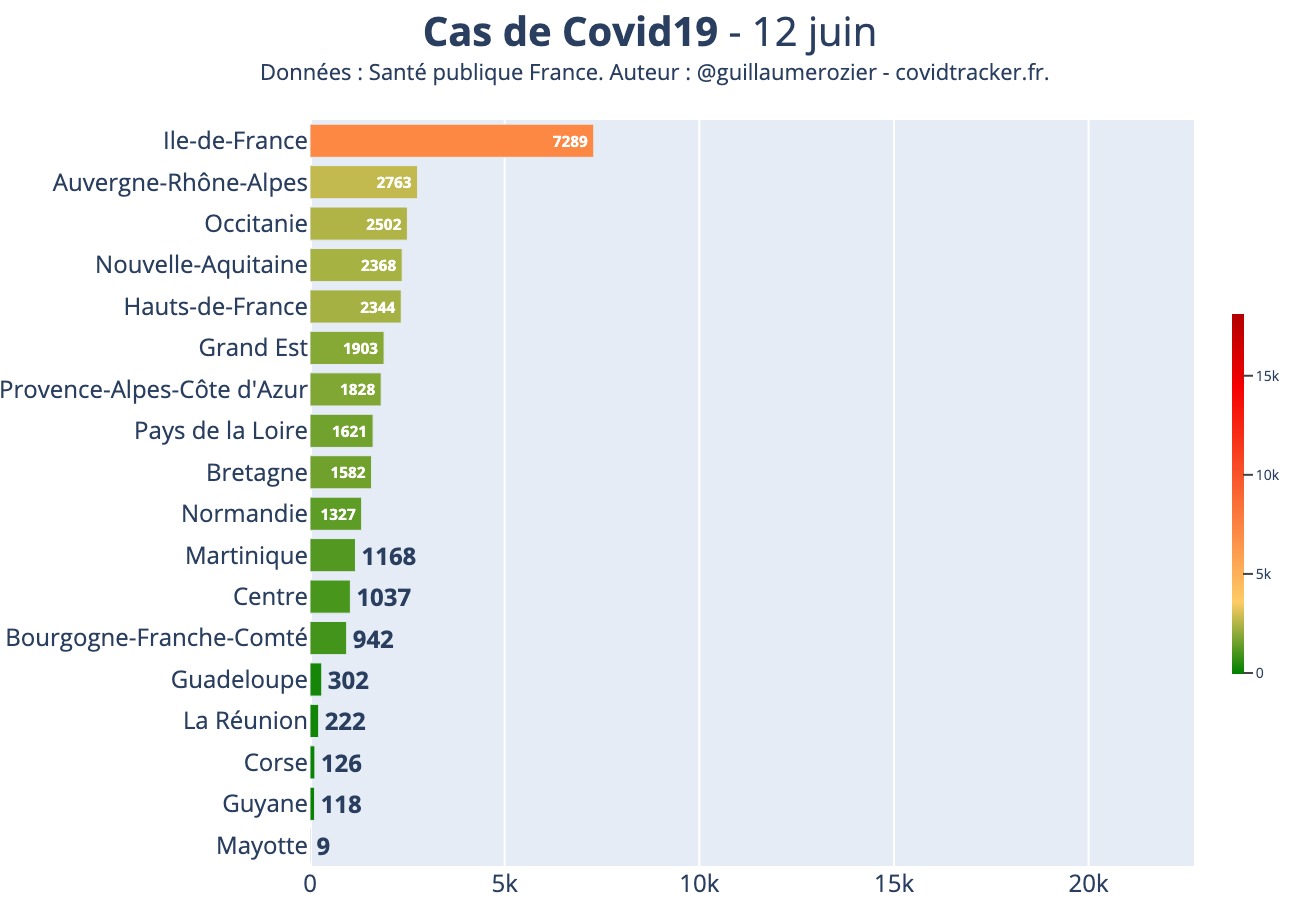 Cas de Covid19 - 12 juin
Données : Santé publique France. Auteur : @guillaumerozier - covidtracker.fr.
Ile-de-France 7289
Auvergne-Rhône-Alpes 2763
Occitanie 2502
Nouvelle-Aquitaine 2368
Hauts-de-France 2344
Grand Est 1903
Provence-Alpes-Côte d'Azur 1828
Pays de la Loire 1621
Bretagne 1582
Normandie 1327
Martinique 1168
Centre 1037
Bourgogne-Franche-Comté 942
Guadeloupe 302
La Réunion 222
Corse 126
Guyane 118
Mayotte 9
0 5k 10k 15k 20k
15k
10k
5k
0